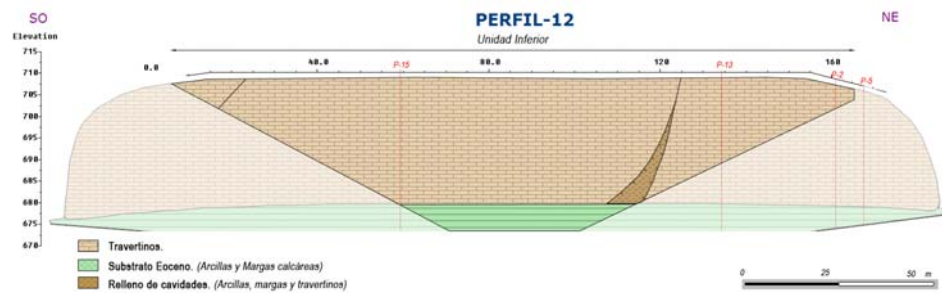 SO
PERFIL-12
NE
Unidad Inferior
Elevation
715
710
705
700
695
690
685
680
675
670
0.0
40.0
P-15
80.0
120
P-13
160
P-2
P-5
Travertinos.
Substrato Eoceno. (Arcillas y Margas calcáreas)
Relleno de cavidades. (Arcillas, margas y travertinos)
0 25 50 m